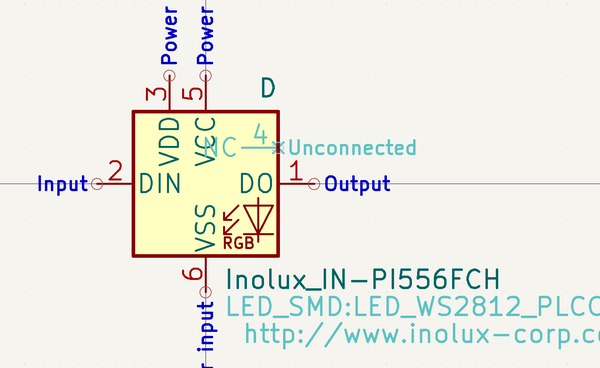 Power Power
3 5 D
VDD VCC NC 4 Unconnected
Input 2 DIN DO 1 Output
VSS RGB
6 Inolux_IN-PI556FCH
LED_SMD:LED_WS2812_PLCC
input http://www.inolux-corp.c